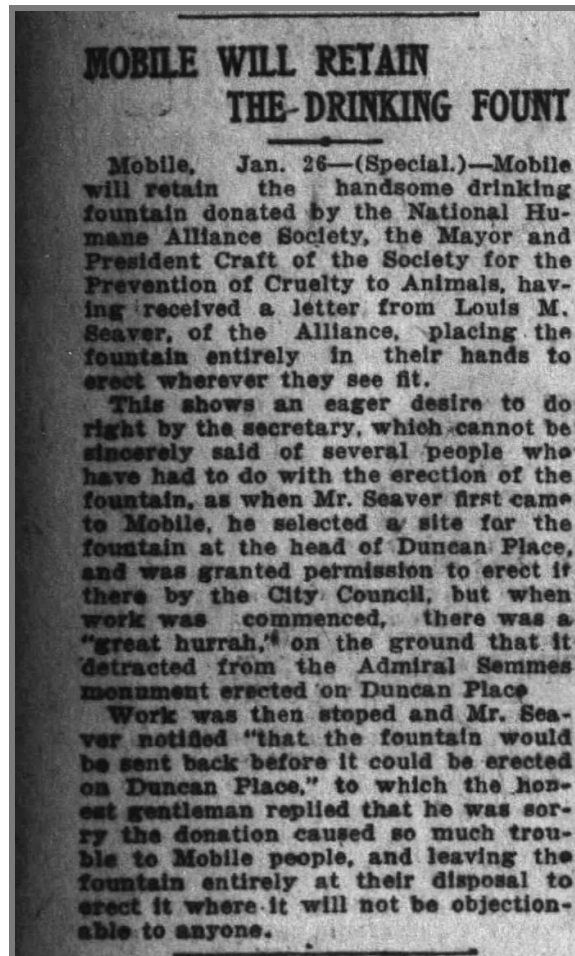 MOBILE WILL RETAIN
THE DRINKING FOUNT
Mobile, Jan. 26—(Special.)—Mobile
will retain the handsome drinking
fountain donated by the National Hu-
mane Alliance Society, the Mayor and
President Craft of the Society for the
Prevention of Cruelty to Animals, hav-
ing received a letter from Louis M.
Seaver, of the Alliance, placing the
fountain entirely in their hands to
erect wherever they see fit.
This shows an eager desire to do
right by the secretary, which cannot be
sincerely said of several people who
have had to do with the erection of the
fountain, as when Mr. Seaver first came
to Mobile, he selected a site for the
fountain at the head of Duncan Place,
and was granted permission to erect it
there by the City Council, but when
work was commenced, there was a
"great hurrah," on the ground that it
detracted from the Admiral Semmes
monument erected on Duncan Place
Work was then stoped and Mr. Sea-
ver notified "that the fountain would
be sent back before it could be erected
on Duncan Place," to which the hon-
est gentleman replied that he was sor-
ry the donation caused so much trou-
ble to Mobile people, and leaving the
fountain entirely at their disposal to
erect it where it will not be objection-
able to anyone.